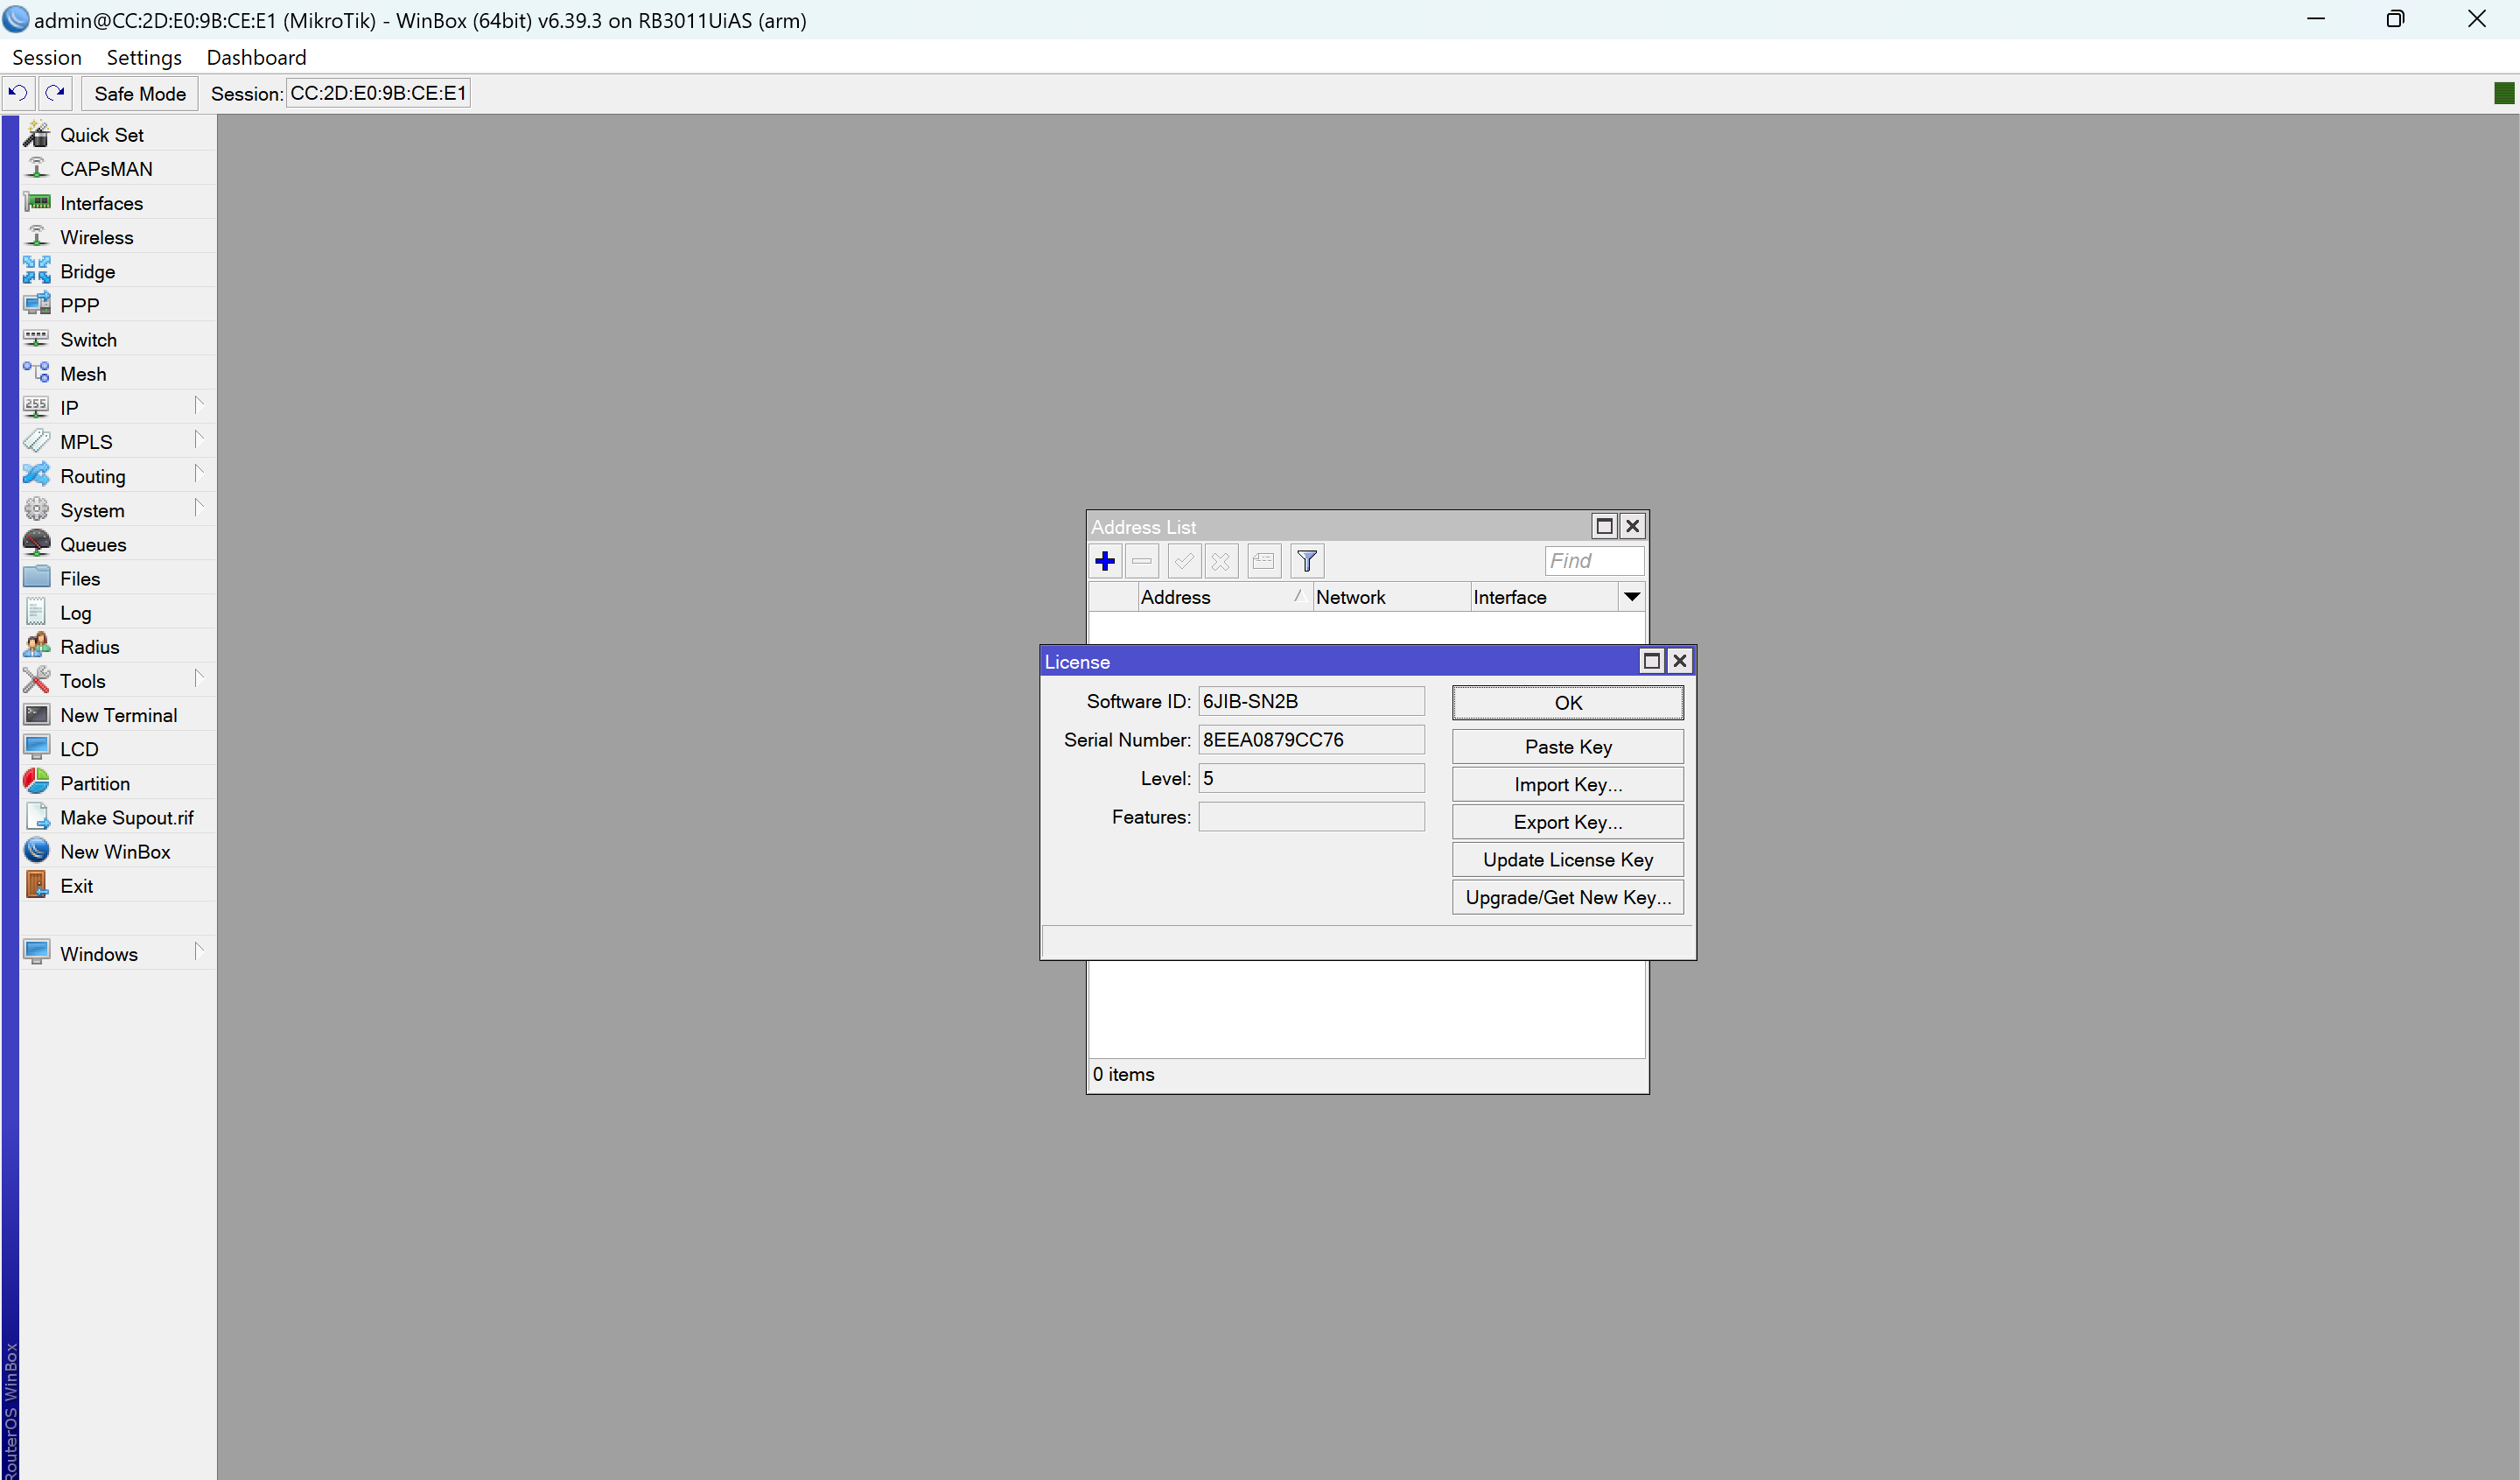 admin@CC:2D:E0:9B:CE:E1 (MikroTik) - WinBox (64bit) v6.39.3 on RB3011UiAS (arm)
Session Settings Dashboard
Safe Mode Session: CC:2D:E0:9B:CE:E1
Quick Set
CAPsMAN
Interfaces
Wireless
Bridge
PPP
Switch
Mesh
255 IP
MPLS
Routing
System
Queues
Files
Log
Radius
Tools
New Terminal
LCD
Partition
Make Supout.rif
New WinBox
Exit
Windows
RouterOS WinBox
Address List
Find
Address Network Interface
License
Software ID: 6JIB-SN2B
Serial Number: 8EEA0879CC76
Level: 5
Features:
OK
Paste Key
Import Key...
Export Key...
Update License Key
Upgrade/Get New Key...
0 items